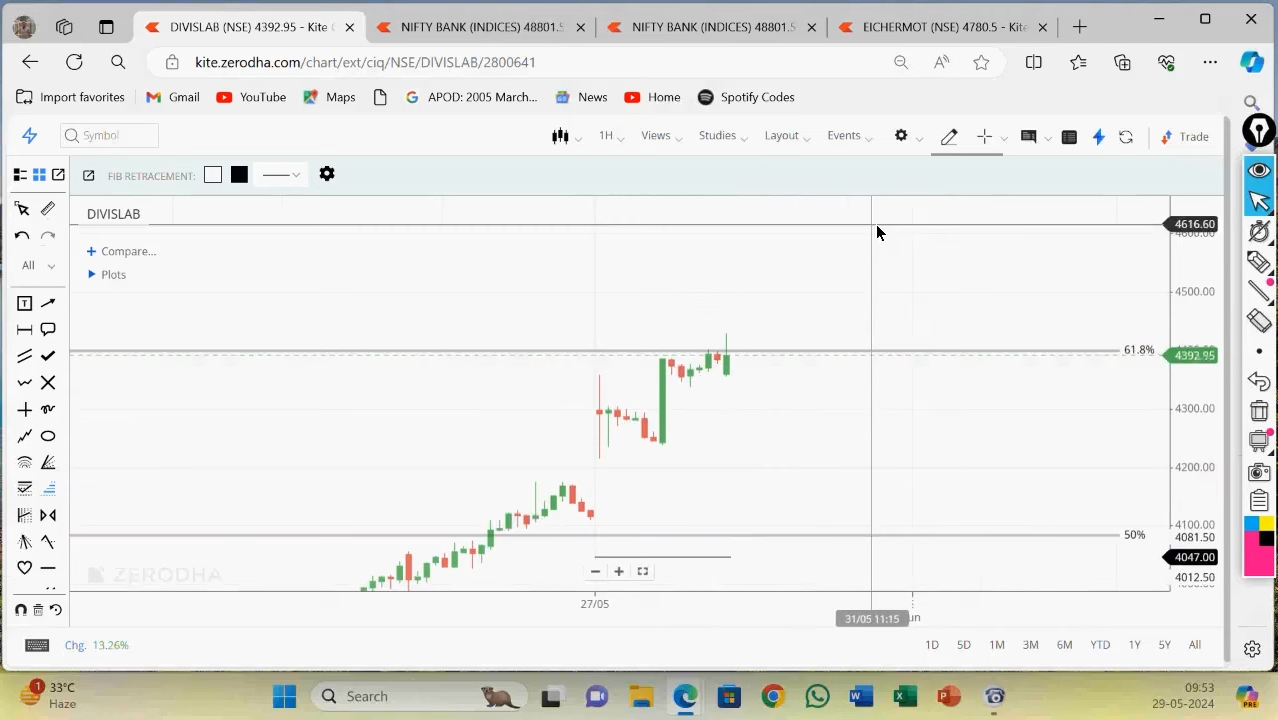 DIVISLAB (NSE) 4392.95 - Kite
NIFTY BANK (INDICES) 48801.5
NIFTY BANK (INDICES) 48801.5
EICHERMOT (NSE) 4780.5 - Kite
kite.zerodha.com/chart/ext/ciq/NSE/DIVISLAB/2800641
Import favorites
Gmail
YouTube
Maps
APOD: 2005 March...
News
Home
Spotify Codes
Symbol
1H
Views
Studies
Layout
Events
Trade
FIB RETRACEMENT:
DIVISLAB
4616.60
+ Compare...
All
Plots
4500.00
61.8%
4392.95
4300.00
4200.00
4100.00
50%
4081.50
4047.00
4012.50
ZERODHA
27/05
31/05 11:15
Chg. 13.26%
1D
5D
1M
3M
6M
YTD
1Y
5Y
All
1
33°C
Haze
Search
09:53
29-05-2024
PRE